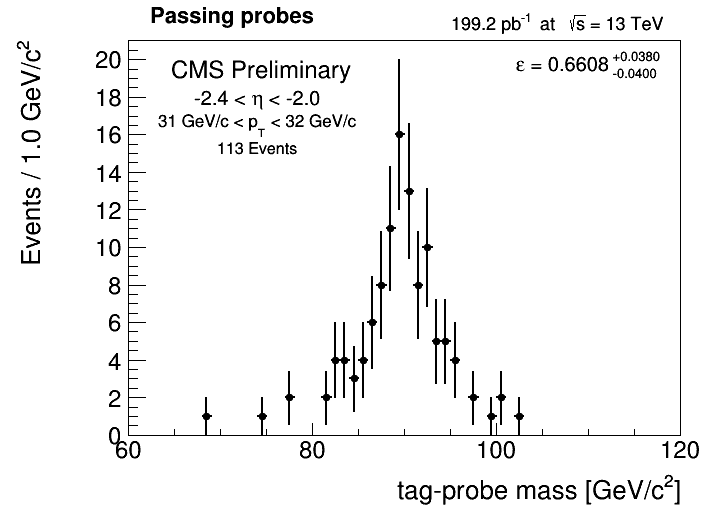 Passing probes
199.2 pb⁻¹ at √s = 13 TeV
CMS Preliminary
ε = 0.6608 +0.0380 -0.0400
-2.4 < η < -2.0
31 GeV/c < p_T < 32 GeV/c
113 Events
Events / 1.0 GeV/c²
20
18
16
14
12
10
8
6
4
2
0
60 80 100 120
tag-probe mass [GeV/c²]